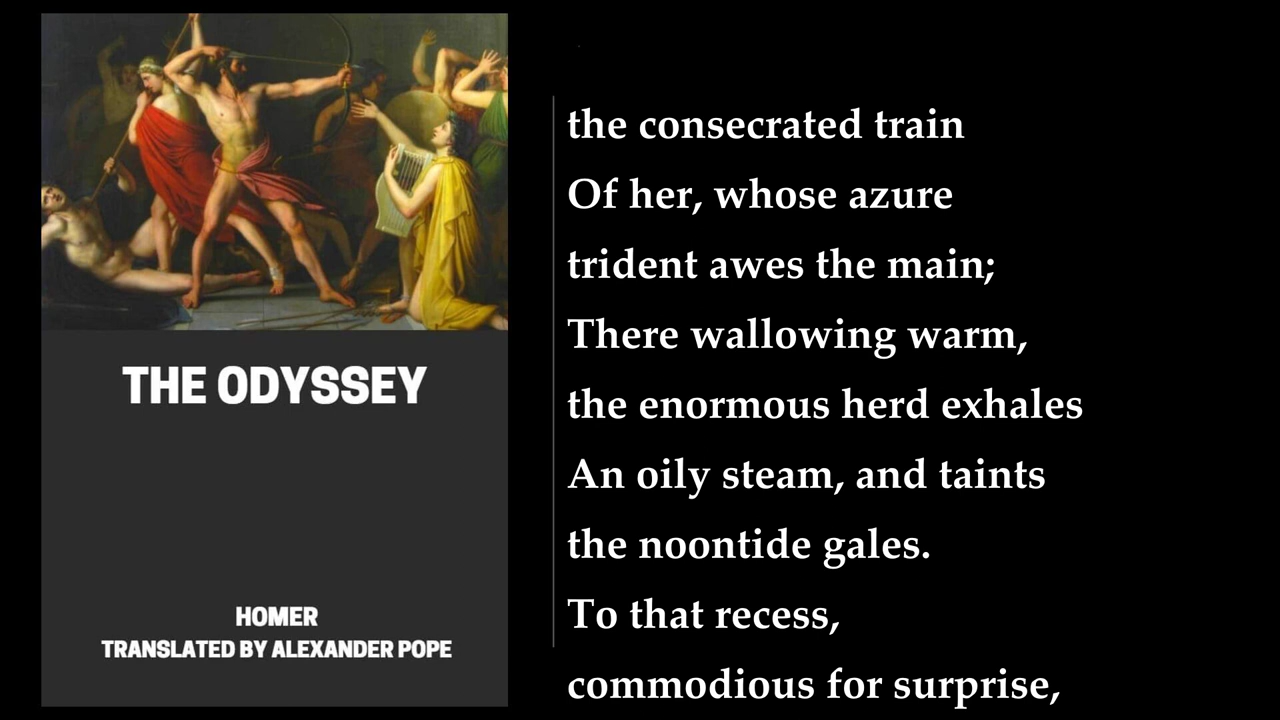 THE ODYSSEY
HOMER
TRANSLATED BY ALEXANDER POPE
the consecrated train
Of her, whose azure
trident awes the main;
There wallowing warm,
the enormous herd exhales
An oily steam, and taints
the noontide gales.
To that recess,
commodious for surprise,